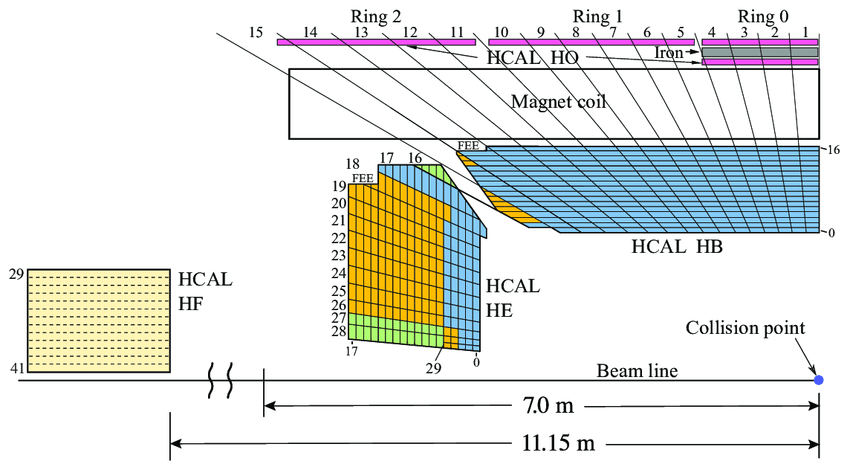 Ring 2 Ring 1 Ring 0
15 14 13 12 11 10 9 8 7 6 5 4 3 2 1
HCAL HO Iron
Magnet coil
FEE
16
18 17 16
FEE
19
20
21
22
23
24
25
26
27
28
17
29
0
HCAL
HE
0
HCAL HB
29
HCAL
HF
41
Collision point
Beam line
7.0 m
11.15 m